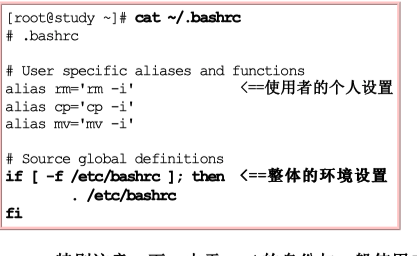 [root@study ~]# cat ~/.bashrc
# .bashrc
# User specific aliases and functions
alias rm='rm -i' <==使用者的个人设置
alias cp='cp -i'
alias mv='mv -i'
# Source global definitions
if [ -f /etc/bashrc ]; then <==整体的环境设置
. /etc/bashrc
fi